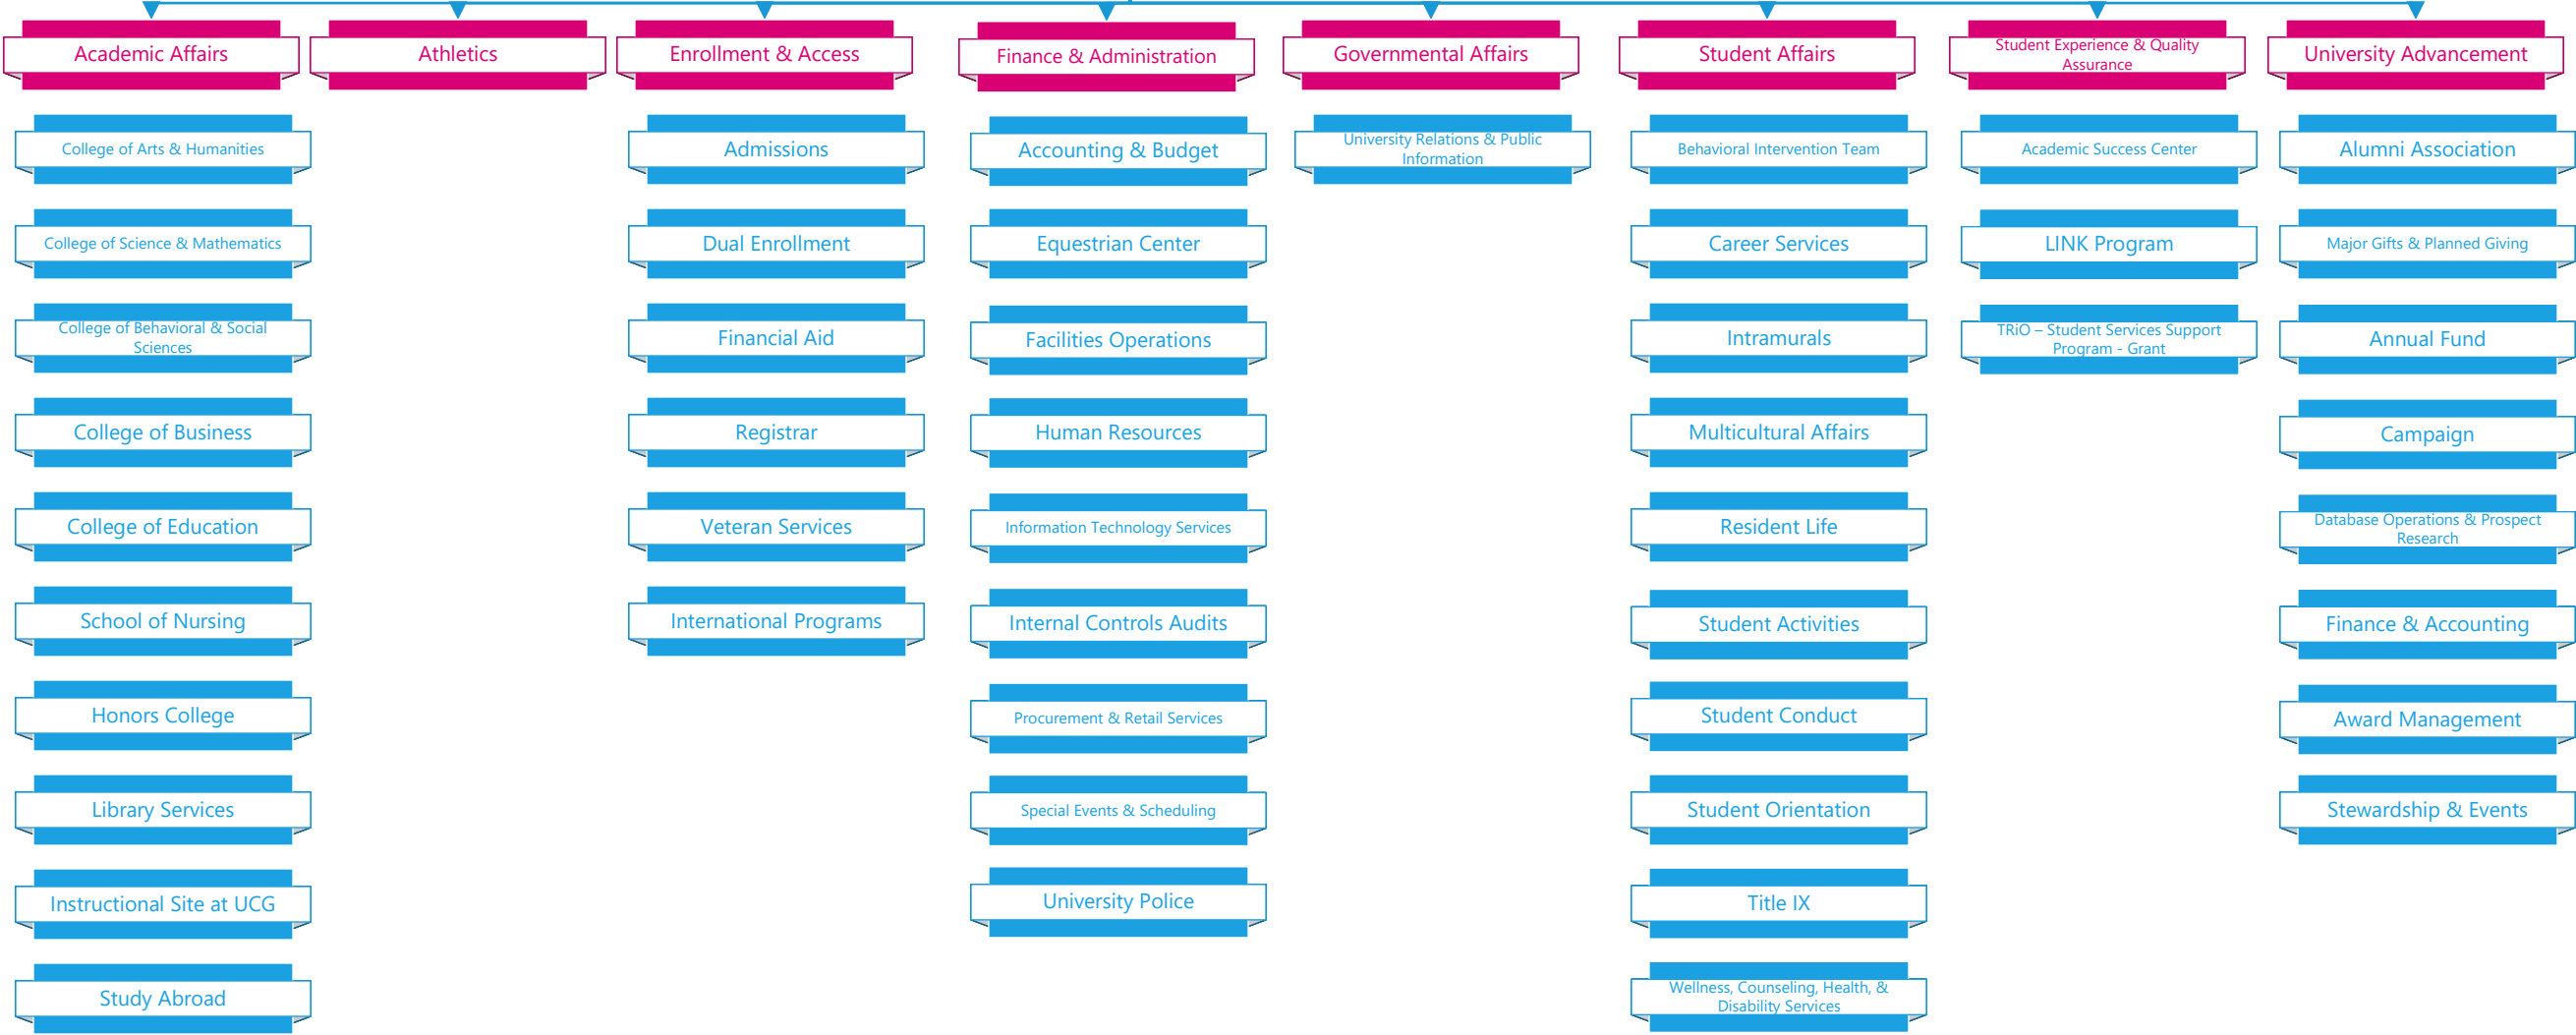 Academic Affairs
College of Arts & Humanities
College of Science & Mathematics
College of Behavioral & Social
Sciences
College of Business
College of Education
School of Nursing
Honors College
Library Services
Instructional Site at UCG
Study Abroad
Athletics
Enrollment & Access
Admissions
Dual Enrollment
Financial Aid
Registrar
Veteran Services
International Programs
Finance & Administration
Accounting & Budget
Equestrian Center
Facilities Operations
Human Resources
Information Technology Services
Internal Controls Audits
Procurement & Retail Services
Special Events & Scheduling
University Police
Governmental Affairs
University Relations & Public
Information
Student Affairs
Behavioral Intervention Team
Career Services
Intramurals
Multicultural Affairs
Resident Life
Student Activities
Student Conduct
Student Orientation
Title IX
Wellness, Counseling, Health, &
Disability Services
Student Experience & Quality
Assurance
Academic Success Center
LINK Program
TRiO – Student Services Support
Program - Grant
University Advancement
Alumni Association
Major Gifts & Planned Giving
Annual Fund
Campaign
Database Operations & Prospect
Research
Finance & Accounting
Award Management
Stewardship & Events